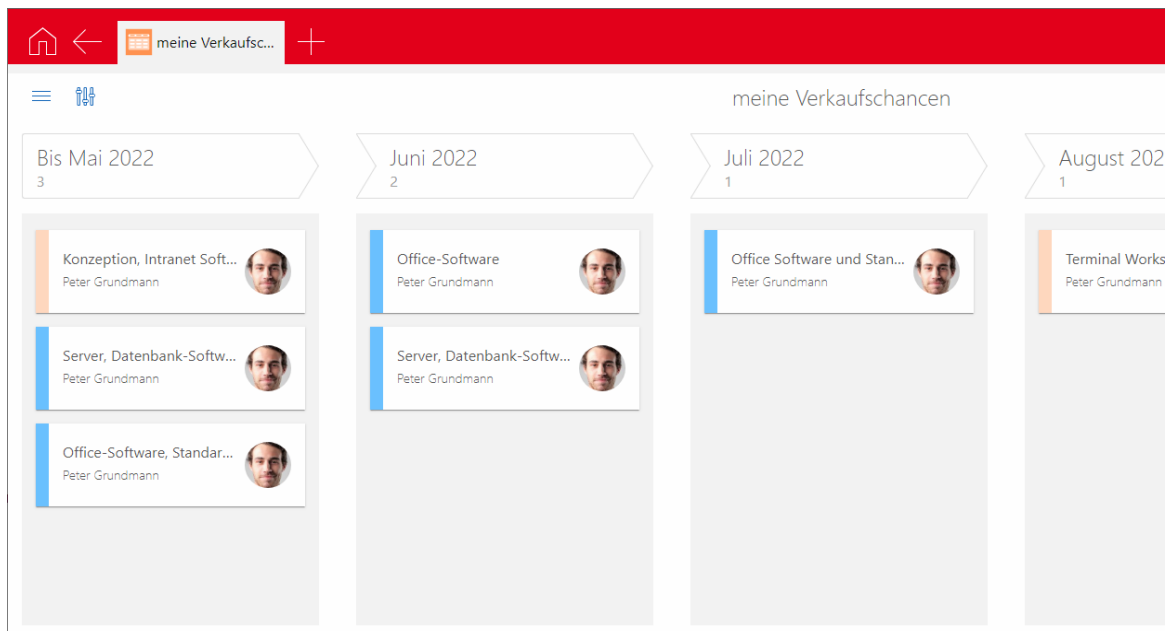 meine Verkaufsc...
meine Verkaufschancen
Bis Mai 2022
3
Juni 2022
2
Juli 2022
1
August 202
1
Konzeption, Intranet Soft...
Peter Grundmann
Server, Datenbank-Softw...
Peter Grundmann
Office-Software, Standar...
Peter Grundmann
Office-Software
Peter Grundmann
Server, Datenbank-Softw...
Peter Grundmann
Office Software und Stan...
Peter Grundmann
Terminal Works
Peter Grundmann